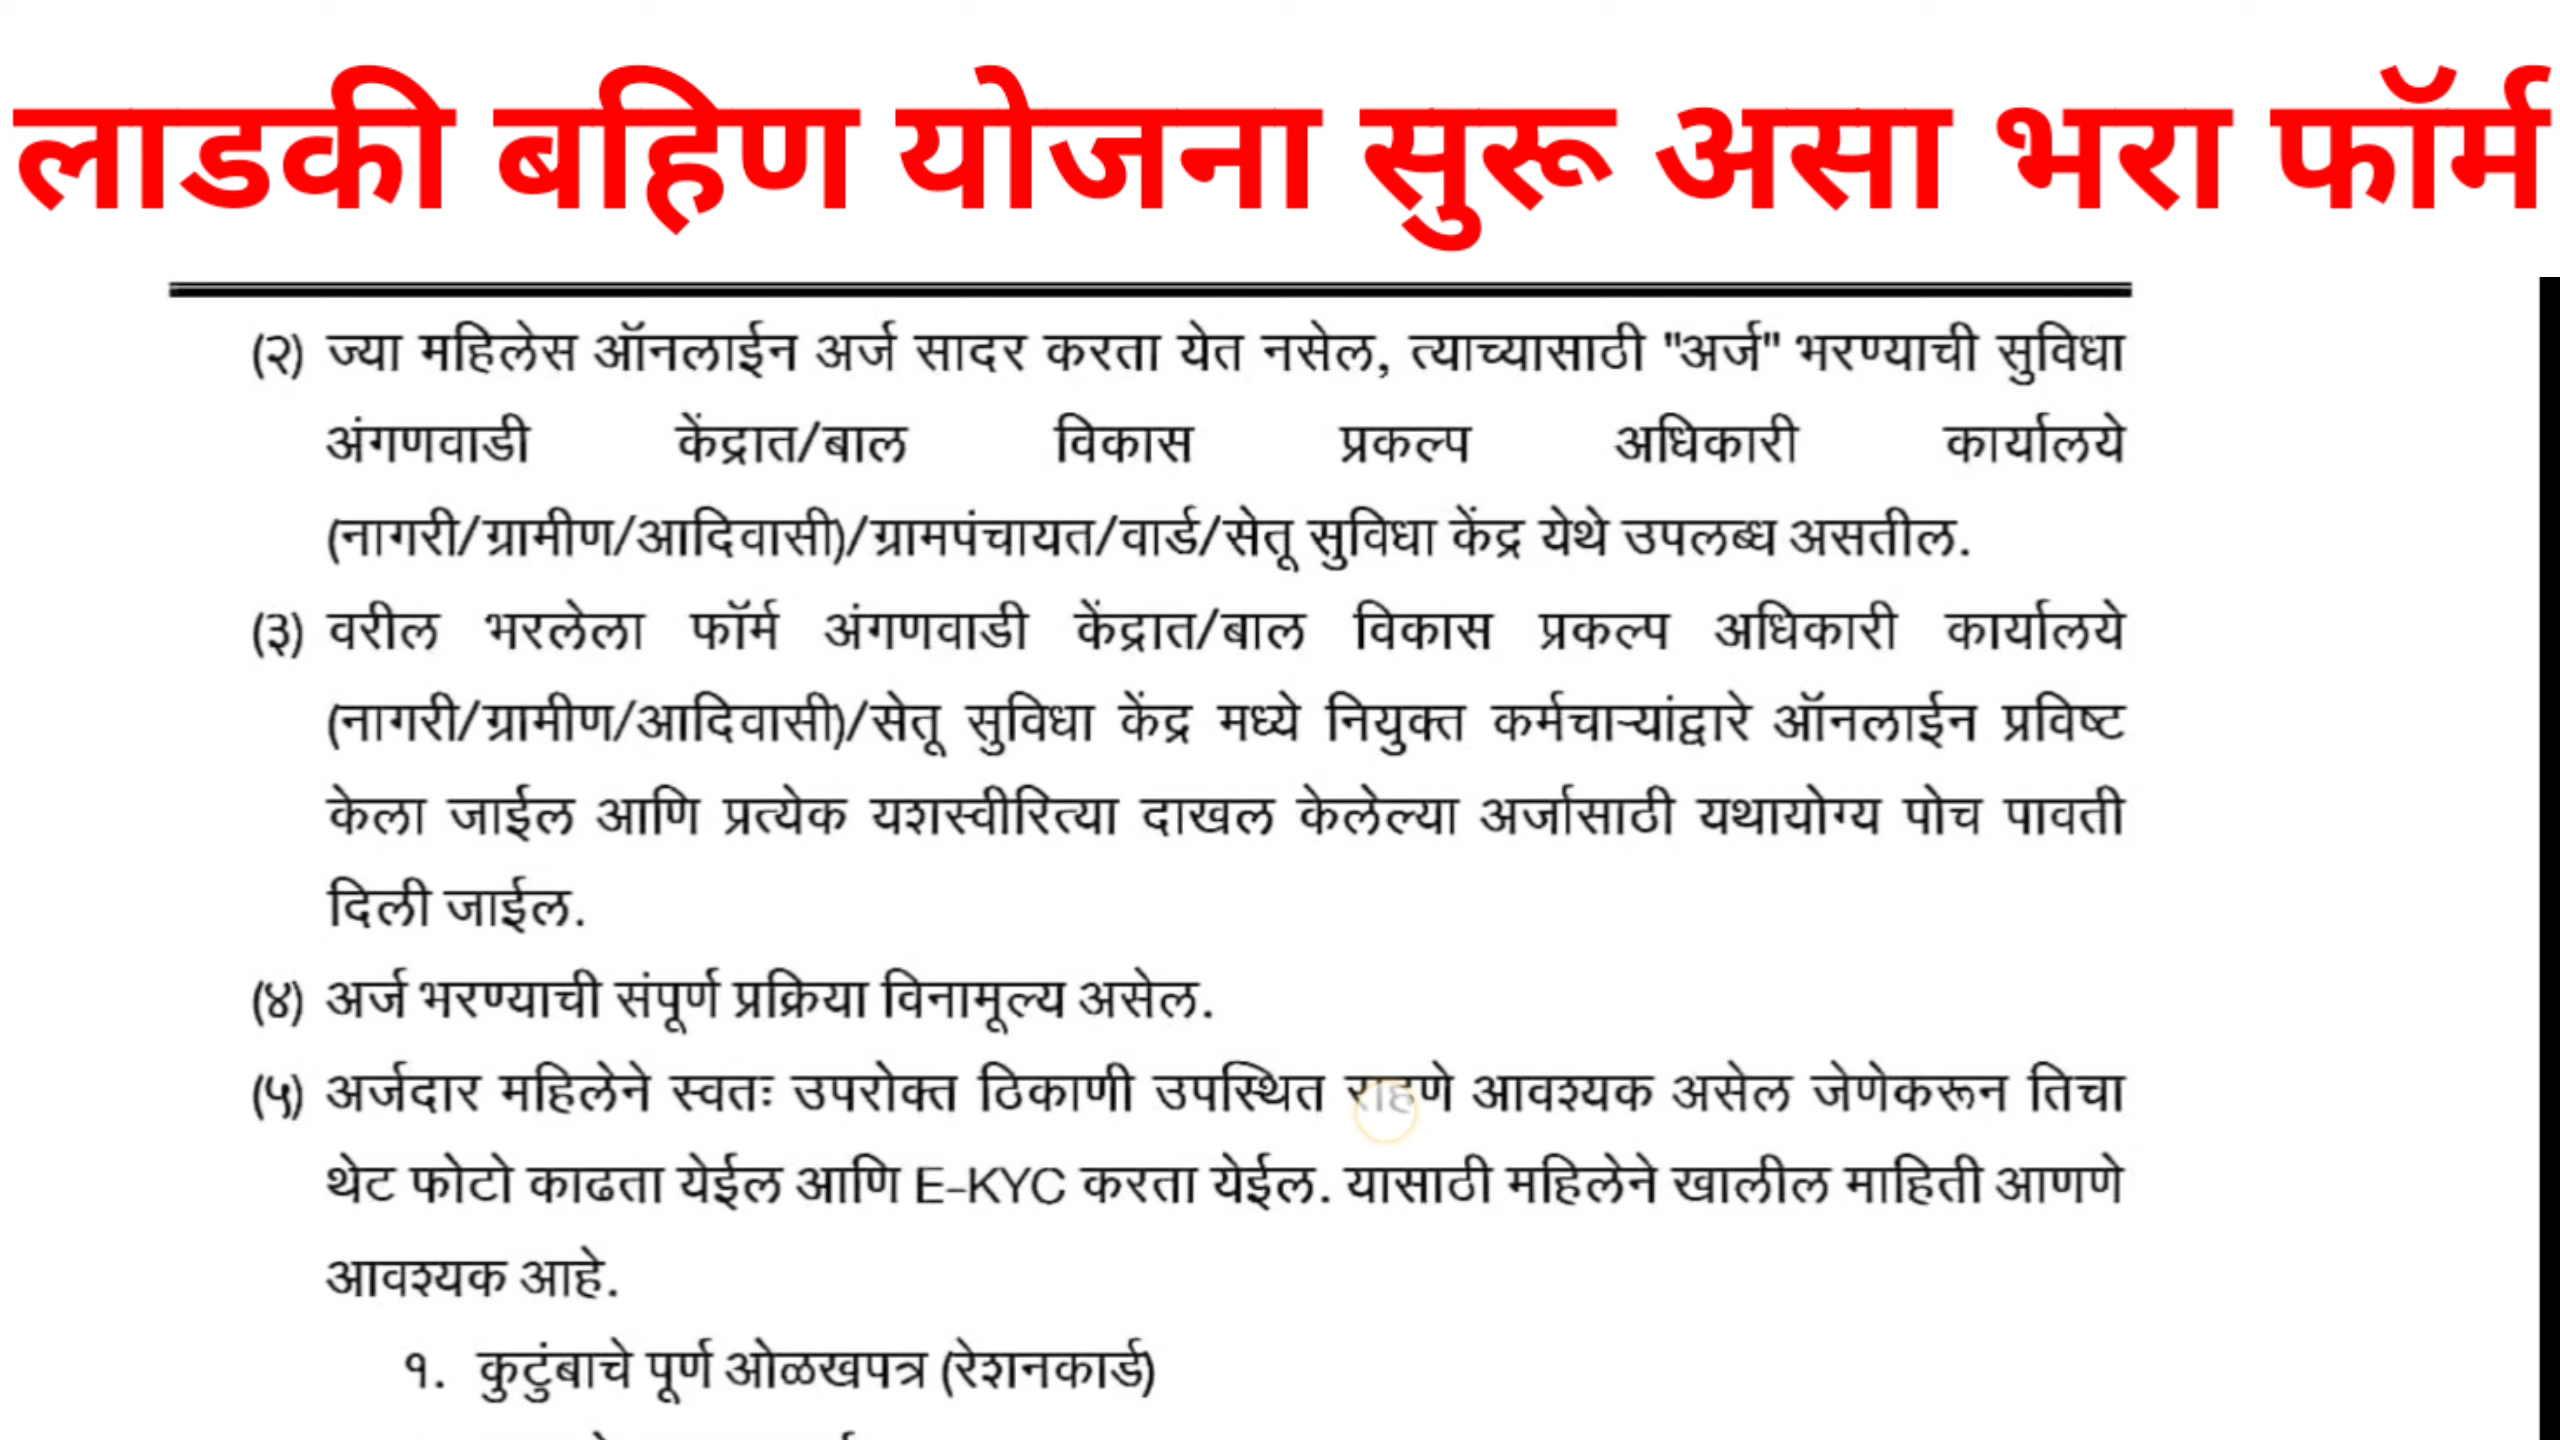 लाडकी बहिण योजना सुरू असा भरा फॉर्म
(२) ज्या महिलेस ऑनलाईन अर्ज सादर करता येत नसेल, त्याच्यासाठी "अर्ज" भरण्याची सुविधा
अंगणवाडी केंद्रात/बाल विकास प्रकल्प अधिकारी कार्यालये
(नागरी/ग्रामीण/आदिवासी)/ग्रामपंचायत/वार्ड/सेतू सुविधा केंद्र येथे उपलब्ध असतील.
(३) वरील भरलेला फॉर्म अंगणवाडी केंद्रात/बाल विकास प्रकल्प अधिकारी कार्यालये
(नागरी/ग्रामीण/आदिवासी)/सेतू सुविधा केंद्र मध्ये नियुक्त कर्मचाऱ्यांद्वारे ऑनलाईन प्रविष्ट
केला जाईल आणि प्रत्येक यशस्वीरित्या दाखल केलेल्या अर्जासाठी यथायोग्य पोच पावती
दिली जाईल.
(४) अर्ज भरण्याची संपूर्ण प्रक्रिया विनामूल्य असेल.
(५) अर्जदार महिलेने स्वतः उपरोक्त ठिकाणी उपस्थित राहणे आवश्यक असेल जेणेकरून तिचा
थेट फोटो काढता येईल आणि E-KYC करता येईल. यासाठी महिलेने खालील माहिती आणणे
आवश्यक आहे.
१. कुटुंबाचे पूर्ण ओळखपत्र (रेशनकार्ड)